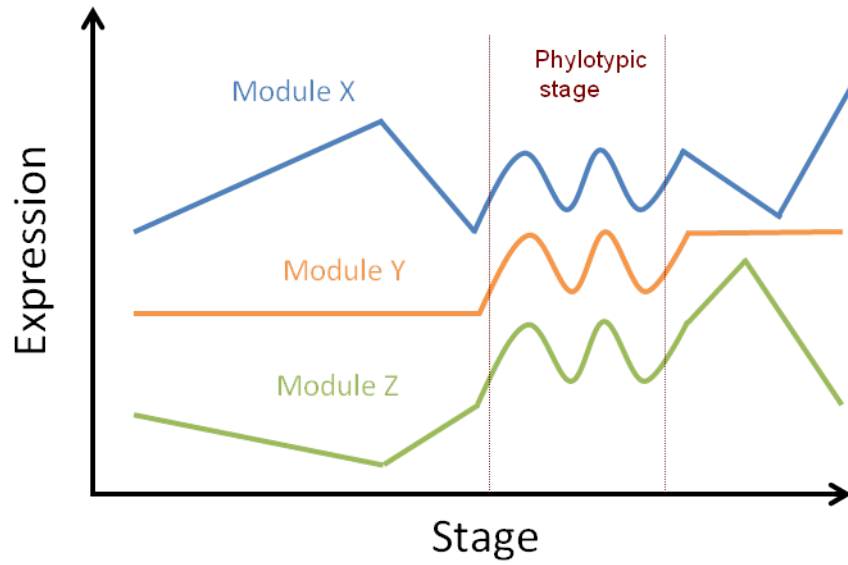 Phylotypic
stage
Module X
Module Y
Module Z
Expression
Stage